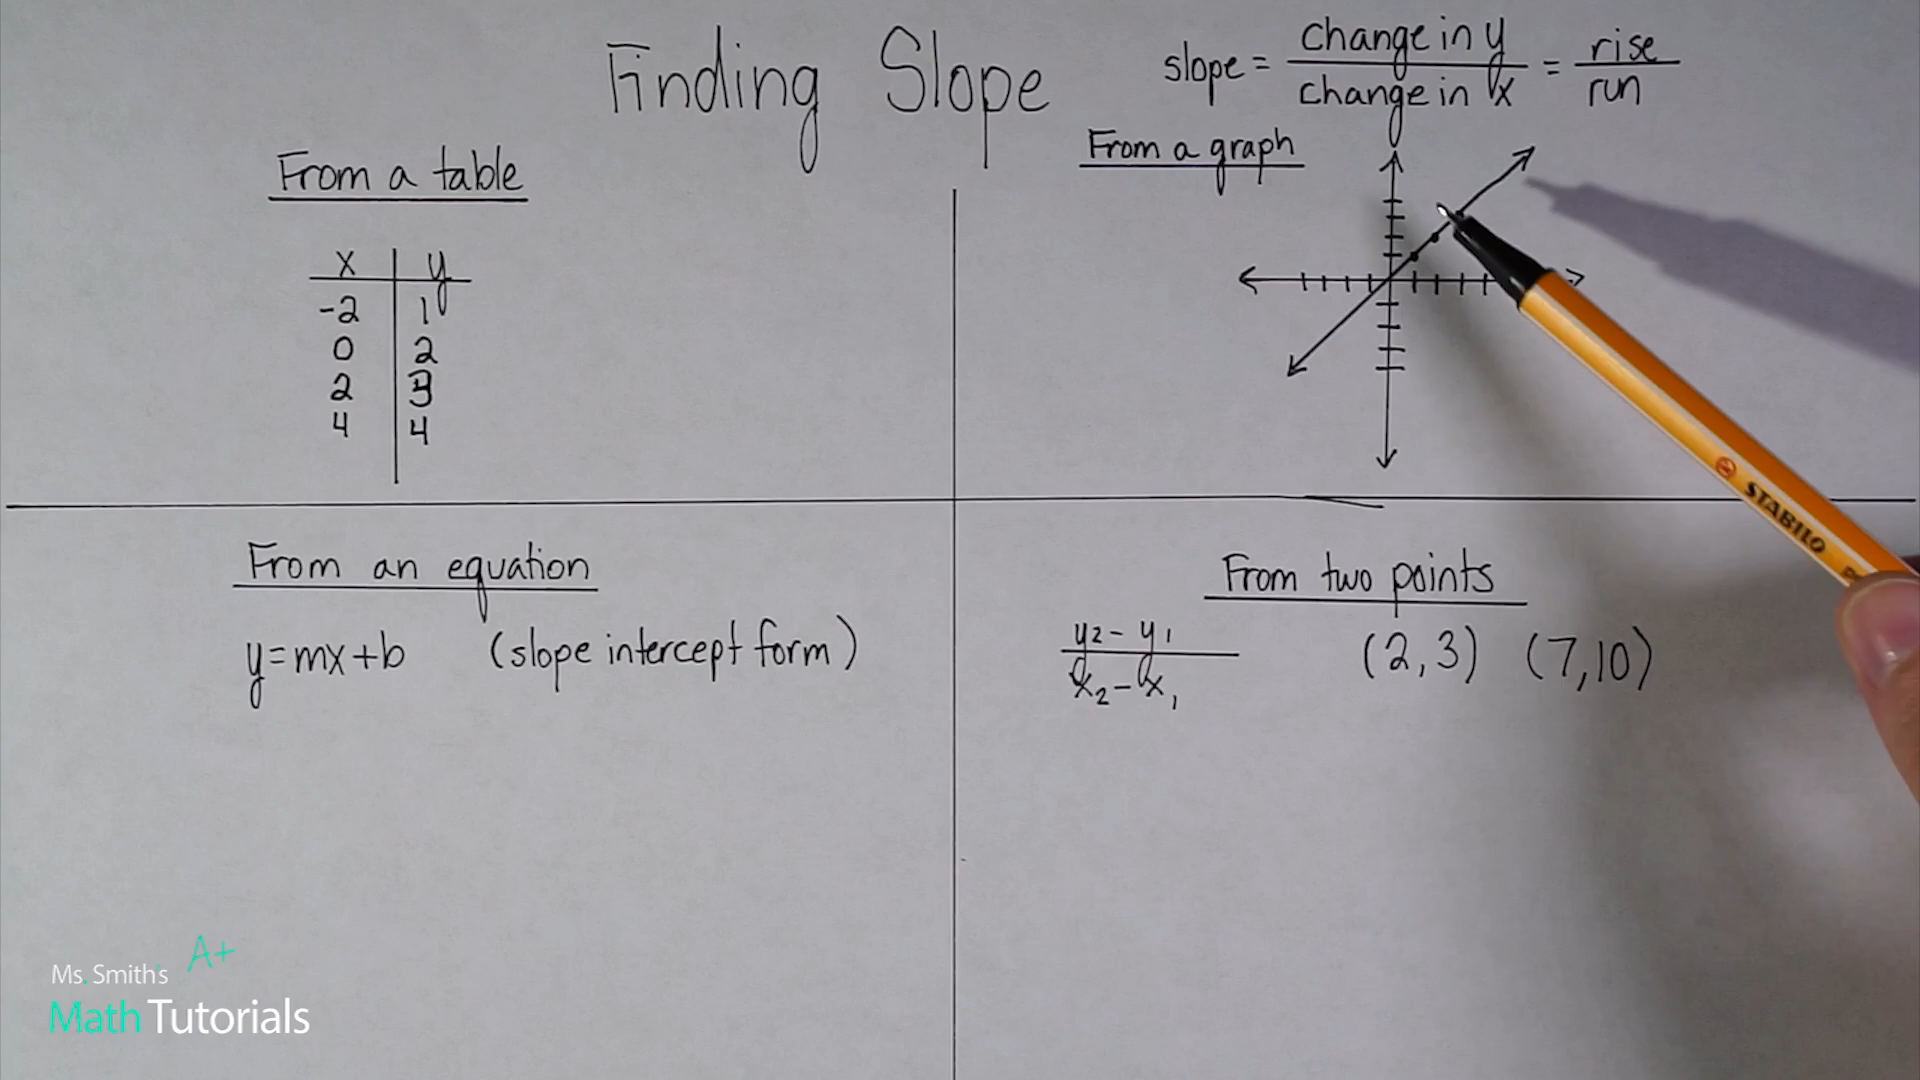 Finding Slope
slope = change in y / change in x = rise / run
From a table
x y
-2 1
0 2
2 3
4 4
From a graph
y
From an equation
y=mx+b (slope intercept form)
From two points
y2 - y1 / x2 - x1
(2,3) (7,10)
STABILO
A+
Ms. Smith's
Math Tutorials